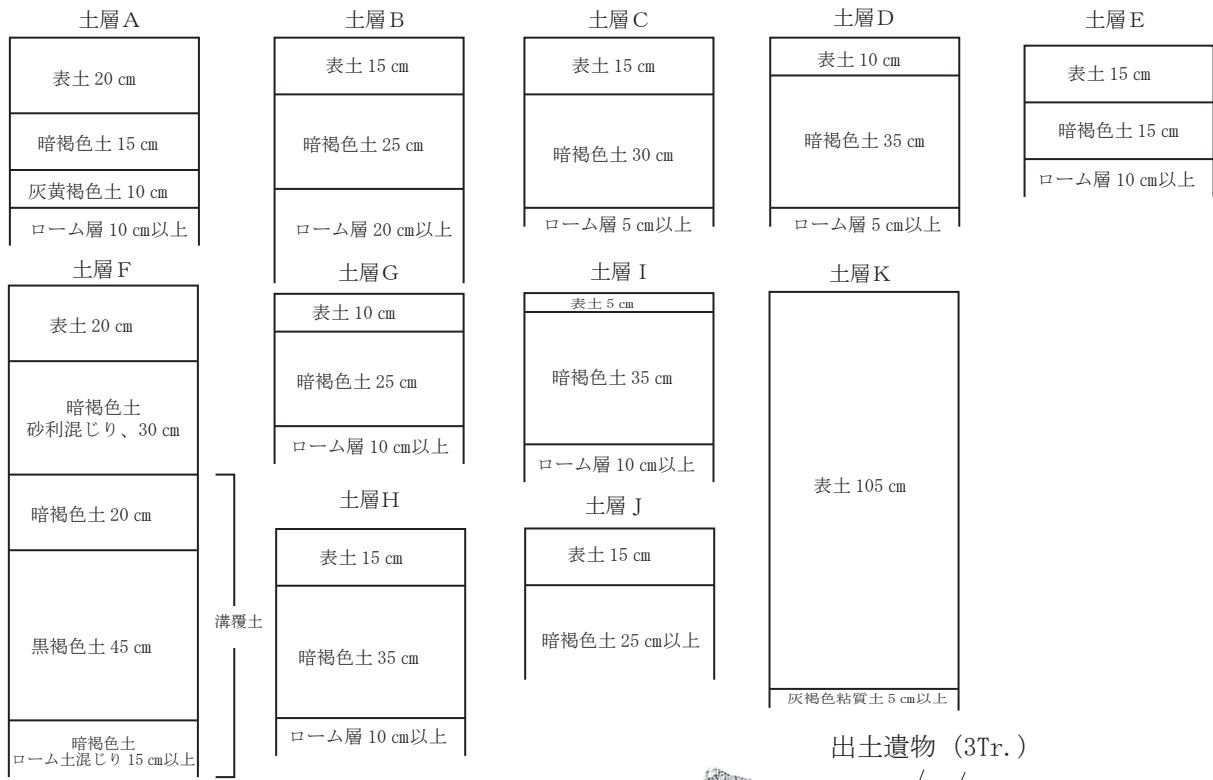 土層A
表土 20 ㎝
暗褐色土 15 ㎝
灰黄褐色土 10 ㎝
ローム層 10 ㎝以上
土層B
表土 15 ㎝
暗褐色土 25 ㎝
ローム層 20 ㎝以上
土層C
表土 15 ㎝
暗褐色土 30 ㎝
ローム層 5 ㎝以上
土層D
表土 10 ㎝
暗褐色土 35 ㎝
ローム層 5 ㎝以上
土層E
表土 15 ㎝
暗褐色土 15 ㎝
ローム層 10 ㎝以上
土層F
表土 20 ㎝
暗褐色土
砂利混じり、30 ㎝
暗褐色土 20 ㎝
黒褐色土 45 ㎝
暗褐色土
ローム土混じり 15 ㎝以上
溝覆土
土層G
表土 10 ㎝
暗褐色土 25 ㎝
ローム層 10 ㎝以上
土層H
表土 15 ㎝
暗褐色土 35 ㎝
ローム層 10 ㎝以上
土層I
表土 5 ㎝
暗褐色土 35 ㎝
ローム層 10 ㎝以上
土層J
表土 15 ㎝
暗褐色土 25 ㎝以上
土層K
表土 105 ㎝
灰褐色粘質土 5 ㎝以上
出土遺物 (3Tr.)